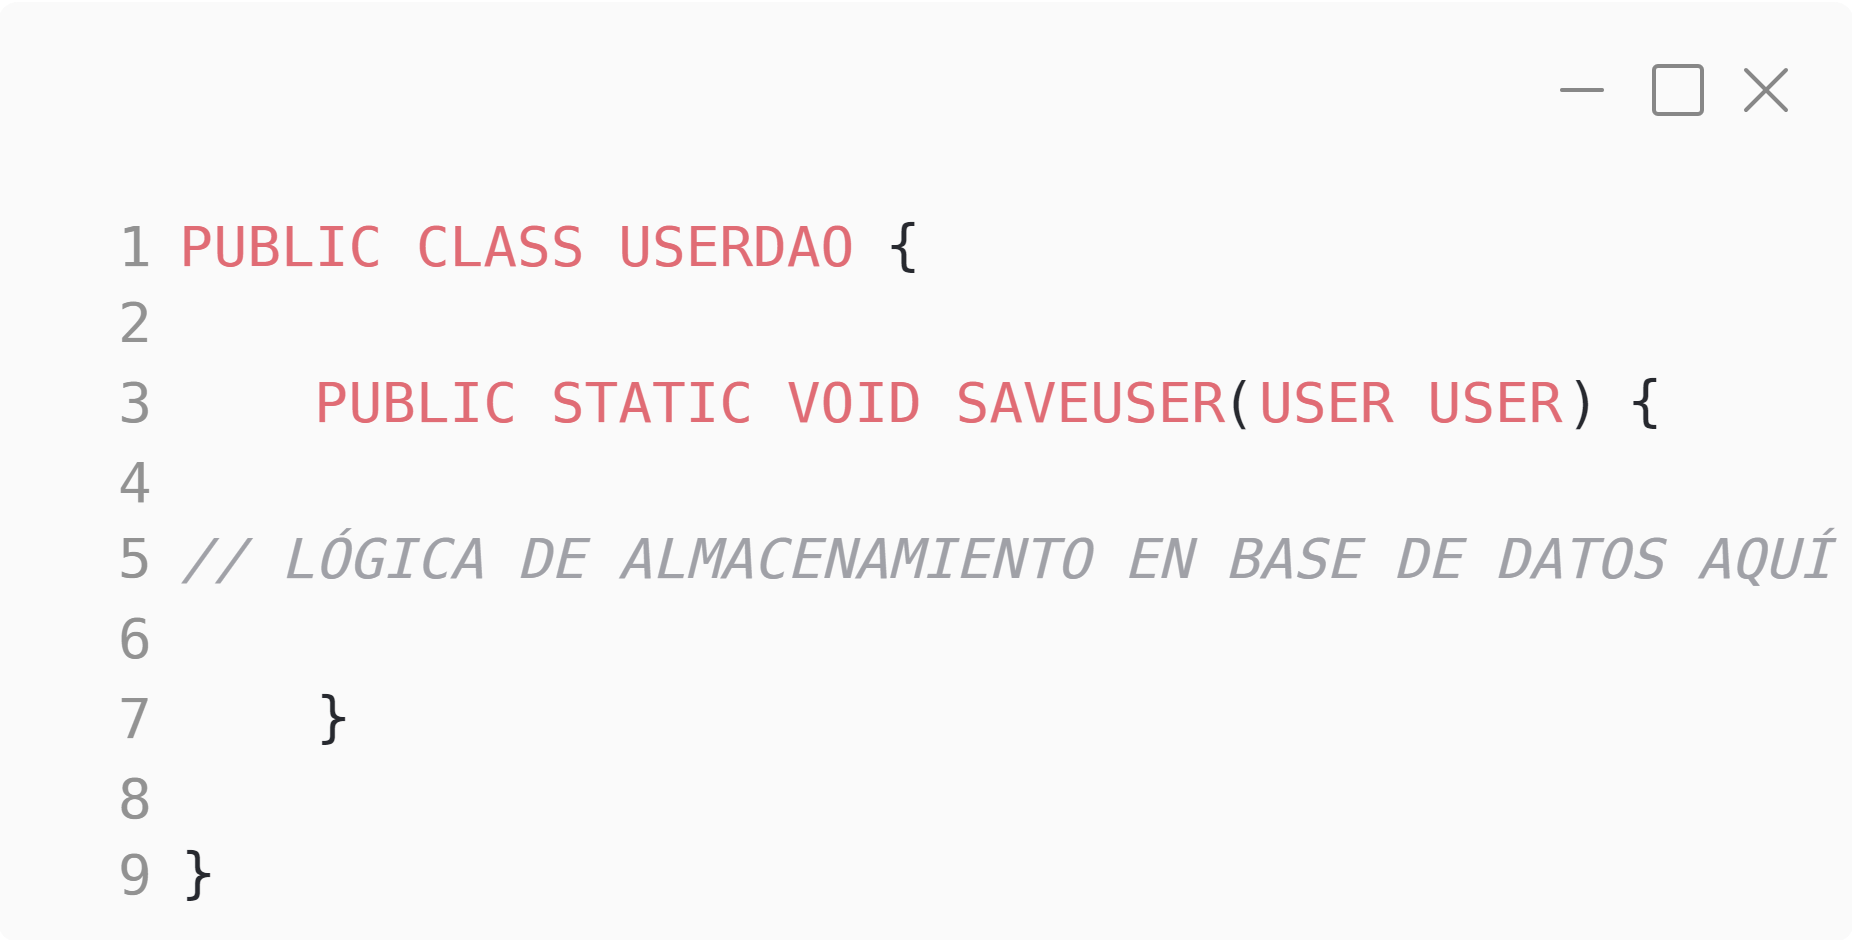 1 PUBLIC CLASS USERDAO {
2
3     PUBLIC STATIC VOID SAVEUSER(USER USER) {
4
5 // LÓGICA DE ALMACENAMIENTO EN BASE DE DATOS AQUÍ
6
7     }
8
9 }